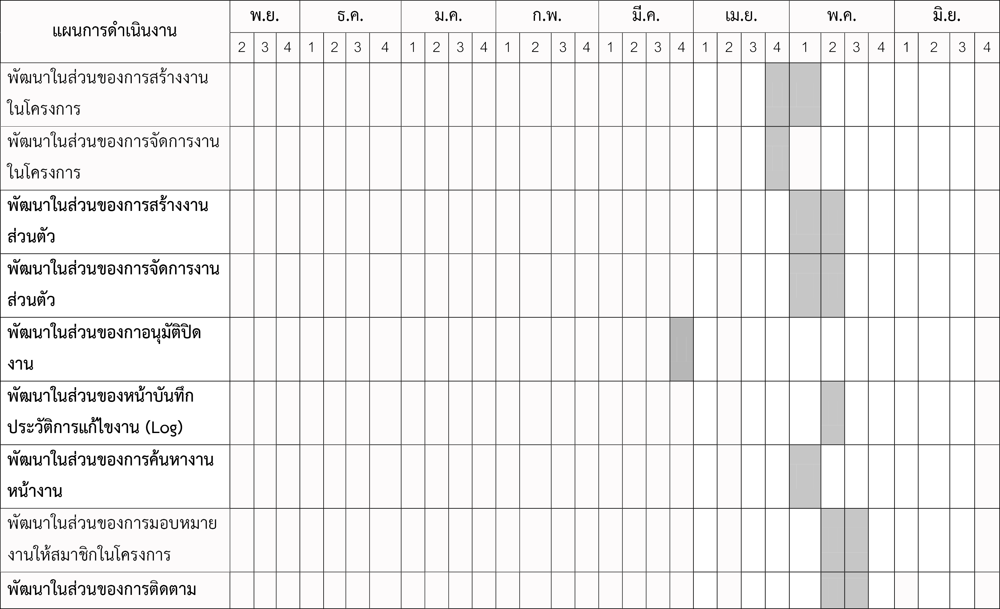 แผนการดำเนินงาน พ.ย. ธ.ค. ม.ค. ก.พ. มี.ค. เม.ย. พ.ค. มิ.ย.
2 3 4 1 2 3 4 1 2 3 4 1 2 3 4 1 2 3 4 1 2 3 4 1 2 3 4 1 2 3 4
พัฒนาในส่วนของการสร้างงาน
ในโครงการ
พัฒนาในส่วนของการจัดการงาน
ในโครงการ
พัฒนาในส่วนของการสร้างงาน
ส่วนตัว
พัฒนาในส่วนของการจัดการงาน
ส่วนตัว
พัฒนาในส่วนของกาอนุมัติปิด
งาน
พัฒนาในส่วนของหน้าบันทึก
ประวัติการแก้ไขงาน (Log)
พัฒนาในส่วนของการค้นหางาน
หน้างาน
พัฒนาในส่วนของการมอบหมาย
งานให้สมาชิกในโครงการ
พัฒนาในส่วนของการติดตาม